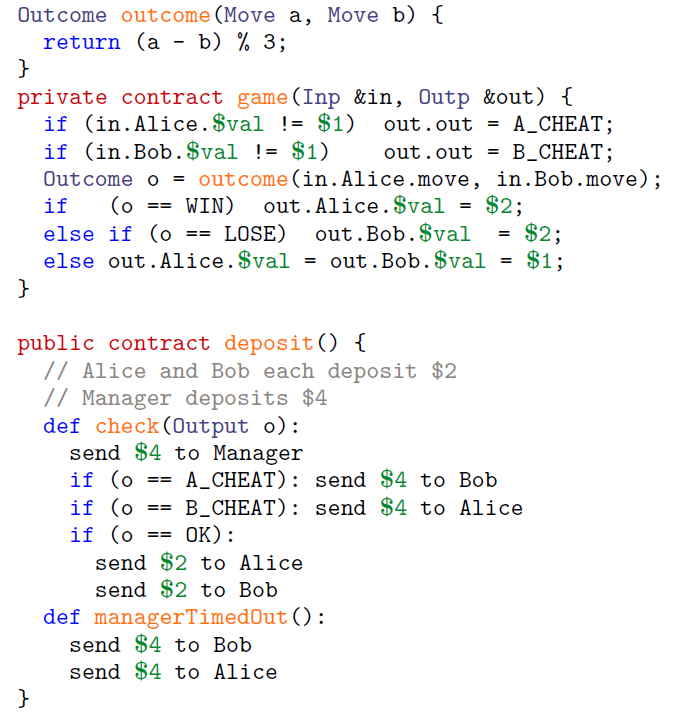 Outcome outcome(Move a, Move b) {
  return (a - b) % 3;
}
private contract game(Inp &in, Outp &out) {
  if (in.Alice.$val != $1)  out.out = A_CHEAT;
  if (in.Bob.$val != $1)    out.out = B_CHEAT;
  Outcome o = outcome(in.Alice.move, in.Bob.move);
  if   (o == WIN)  out.Alice.$val = $2;
  else if (o == LOSE)  out.Bob.$val  = $2;
  else out.Alice.$val = out.Bob.$val = $1;
}

public contract deposit() {
  // Alice and Bob each deposit $2
  // Manager deposits $4
  def check(Output o):
    send $4 to Manager
    if (o == A_CHEAT): send $4 to Bob
    if (o == B_CHEAT): send $4 to Alice
    if (o == OK):
      send $2 to Alice
      send $2 to Bob
  def managerTimedOut():
    send $4 to Bob
    send $4 to Alice
}